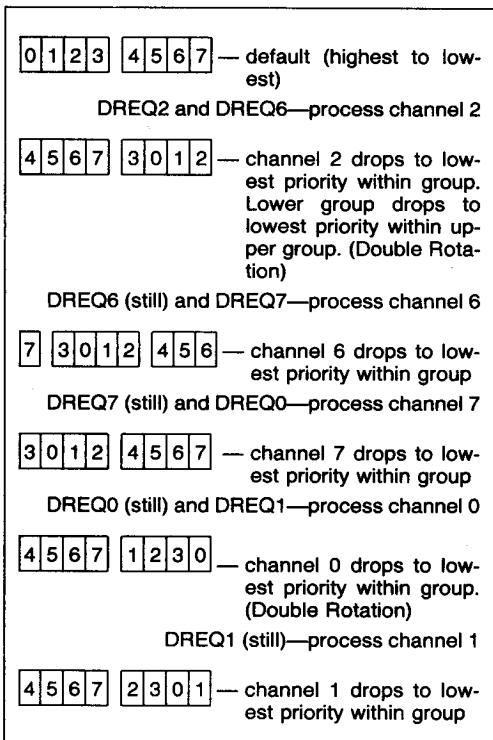 0 1 2 3 4 5 6 7 — default (highest to low-
est)
DREQ2 and DREQ6—process channel 2
4 5 6 7 3 0 1 2 — channel 2 drops to low-
est priority within group.
Lower group drops to
lowest priority within up-
per group. (Double Rota-
tion)
DREQ6 (still) and DREQ7—process channel 6
7 3 0 1 2 4 5 6 — channel 6 drops to low-
est priority within group
DREQ7 (still) and DREQ0—process channel 7
3 0 1 2 4 5 6 7 — channel 7 drops to low-
est priority within group
DREQ0 (still) and DREQ1—process channel 0
4 5 6 7 1 2 3 0 — channel 0 drops to low-
est priority within group.
(Double Rotation)
DREQ1 (still)—process channel 1
4 5 6 7 2 3 0 1 — channel 1 drops to low-
est priority within group